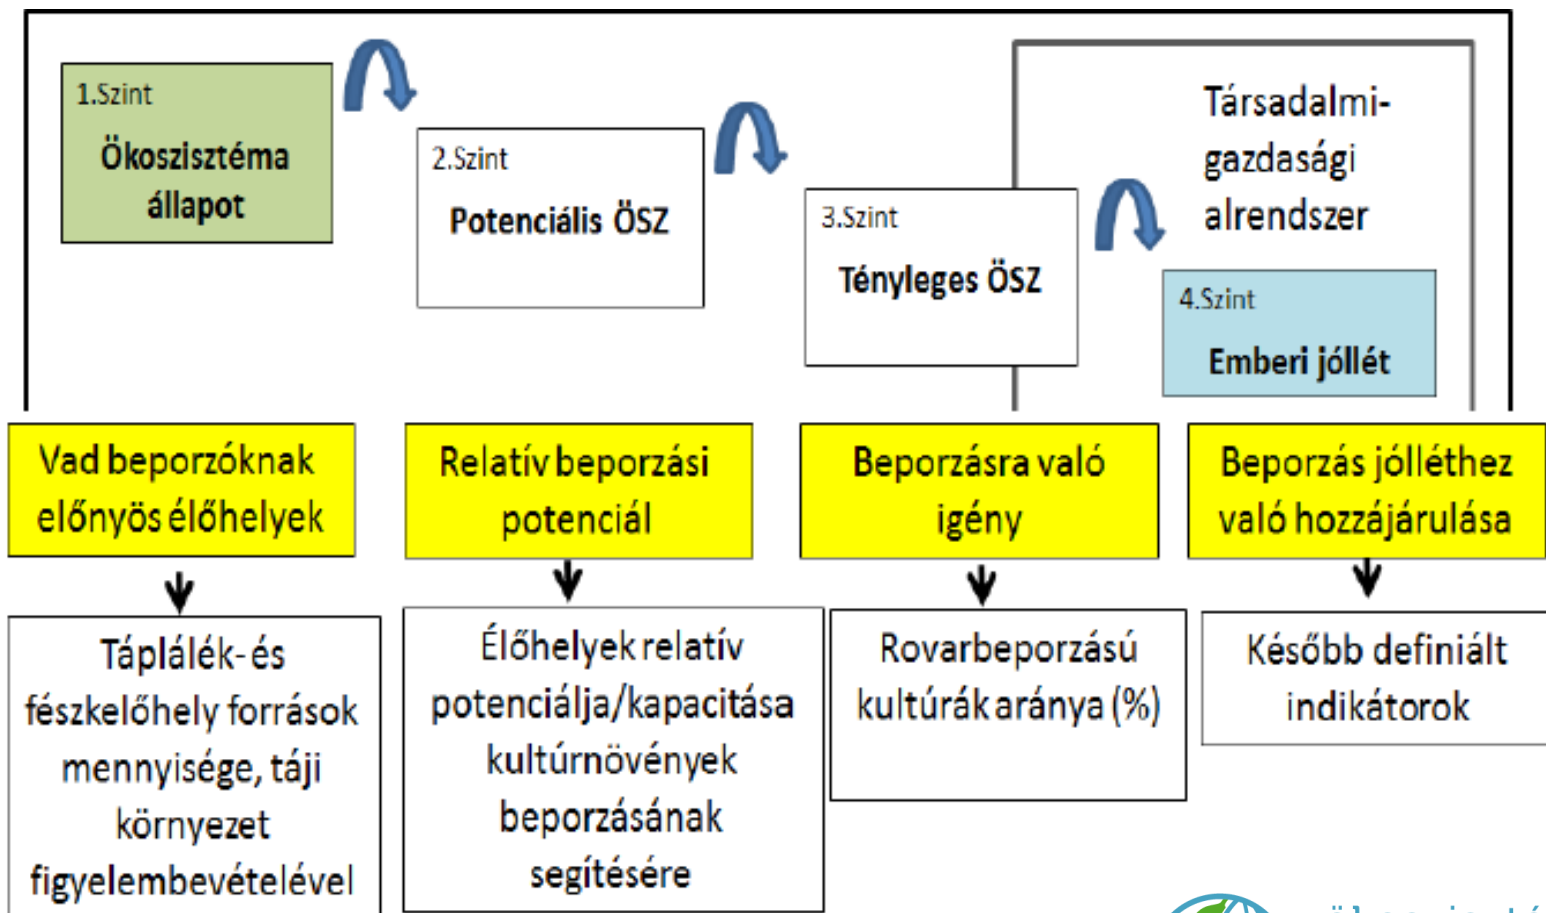 1.Szint
Ökoszisztéma
állapot
2.Szint
Potenciális ÖSZ
3.Szint
Tényleges ÖSZ
Társadalmi-
gazdasági
alrendszer
4.Szint
Emberi jóllét
Vad beporzóknak
előnyös élőhelyek
Relatív beporzási
potenciál
Beporzásra való
igény
Beporzás jólléthez
való hozzájárulása
Táplálék- és
fészkelőhely források
mennyisége, táji
környezet
figyelembevételével
Élőhelyek relatív
potenciálja/kapacitása
kultúrnövények
beporzásának
segítésére
Rovarbeporzású
kultúrák aránya (%)
Később definiált
indikátorok